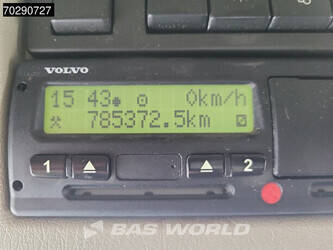 70290727
VOLVO
15 43 0km/h
785372.5km
1 2
BAS WORLD